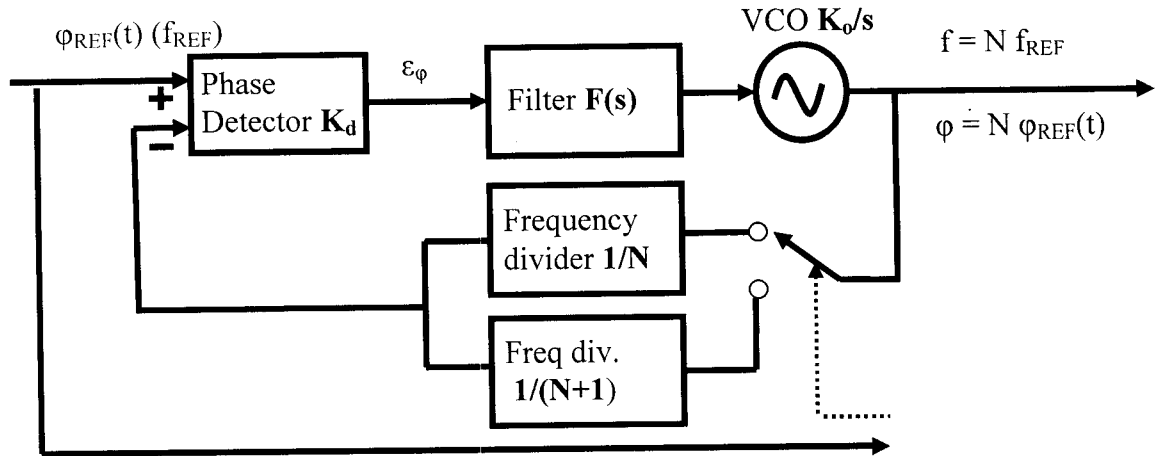 φREF(t) (fREF)
VCO Ko/s
f = N fREF
φ = N φREF(t)
Phase
Detector Kd
+
−
εφ
Filter F(s)
Frequency
divider 1/N
Freq div.
1/(N+1)